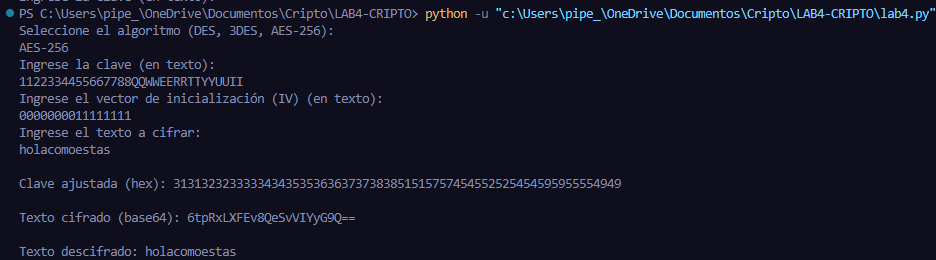 PS C:\Users\pipe_\OneDrive\Documentos\Cripto\LAB4-CRIPTO> python -u "c:\Users\pipe_\OneDrive\Documentos\Cripto\LAB4-CRIPTO\lab4.py"
Seleccione el algoritmo (DES, 3DES, AES-256):
AES-256
Ingrese la clave (en texto):
1122334455667788QQWWEERRTTYYUUII
Ingrese el vector de inicialización (IV) (en texto):
0000000011111111
Ingrese el texto a cifrar:
holacomoestas
Clave ajustada (hex): 3131323233333434353536363737383851515757454552525454595955554949
Texto cifrado (base64): 6tpRxLXFEv8QeSvVIYyG9Q==
Texto descifrado: holacomoestas